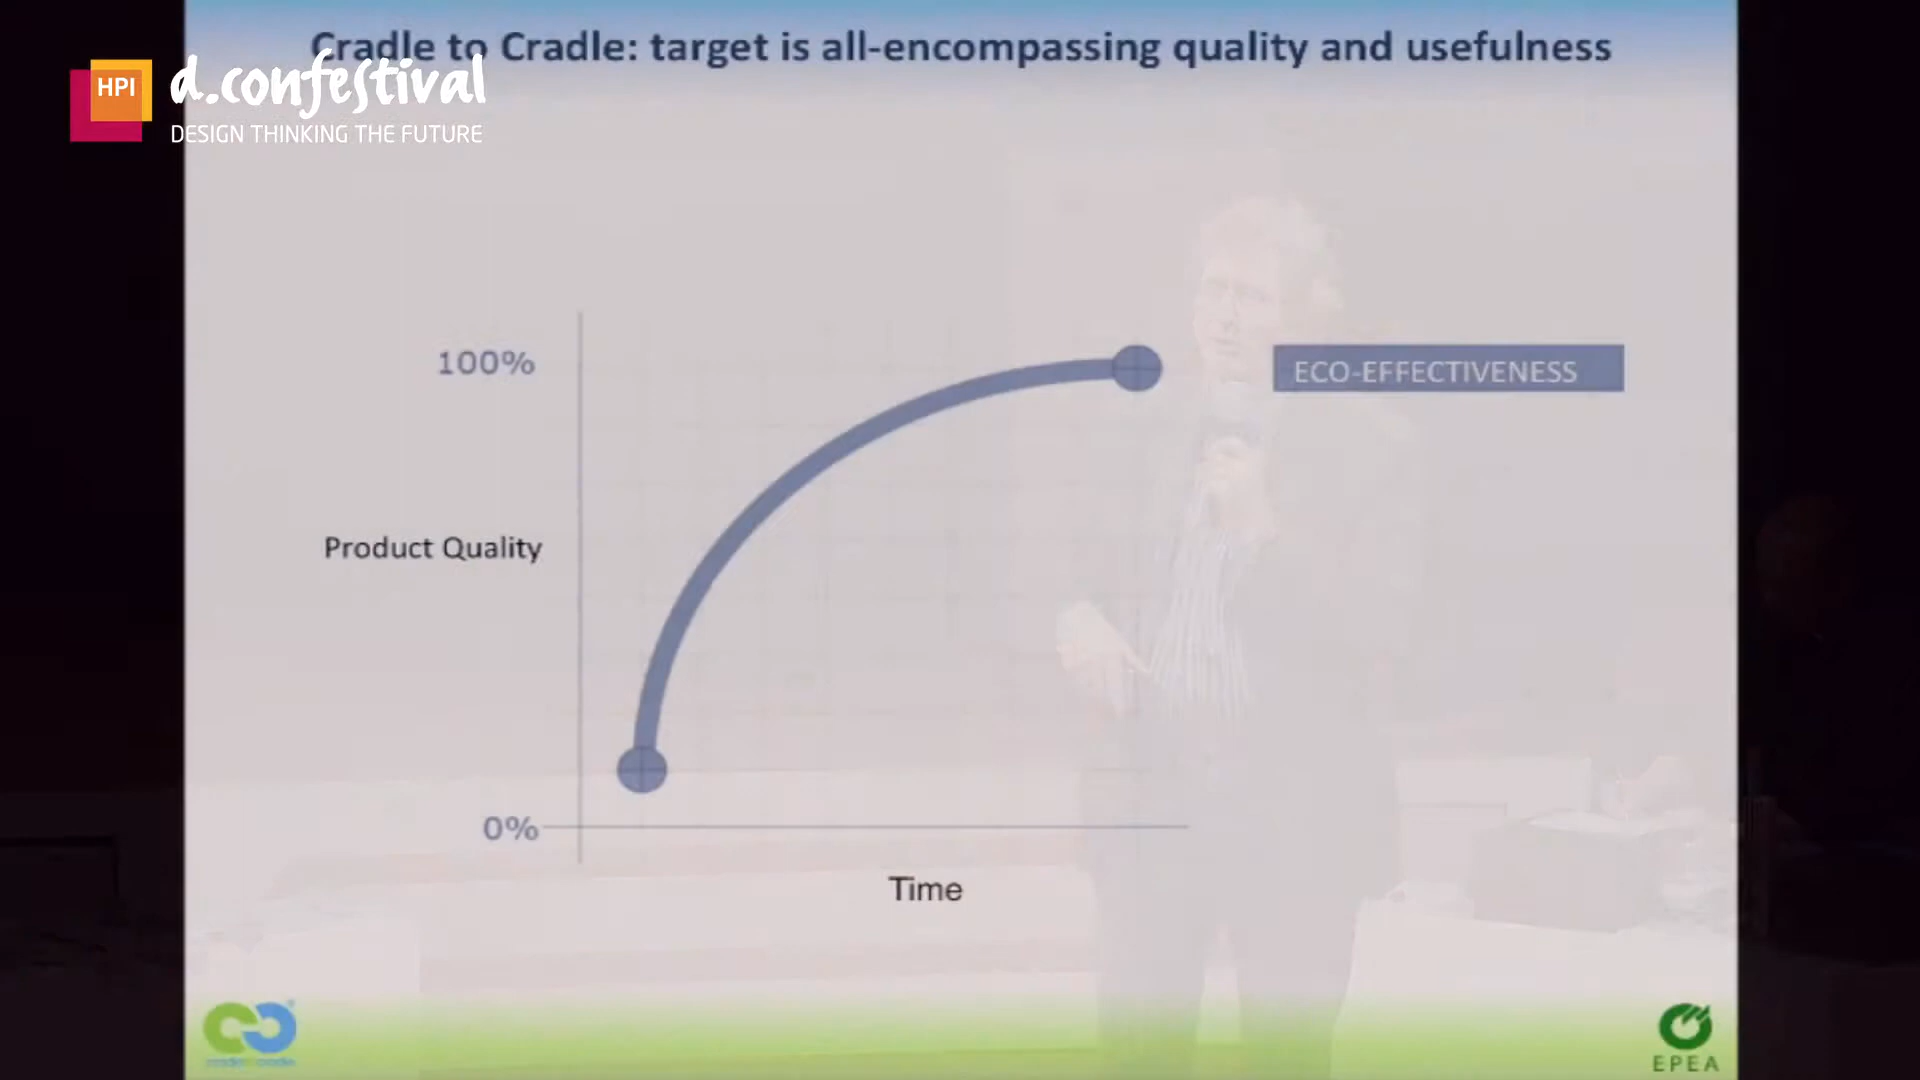 Cradle to Cradle: target is all-encompassing quality and usefulness
HPI
d.confestival
DESIGN THINKING THE FUTURE
100%
ECO-EFFECTIVENESS
Product Quality
0%
Time
cradletocradle
EPEA